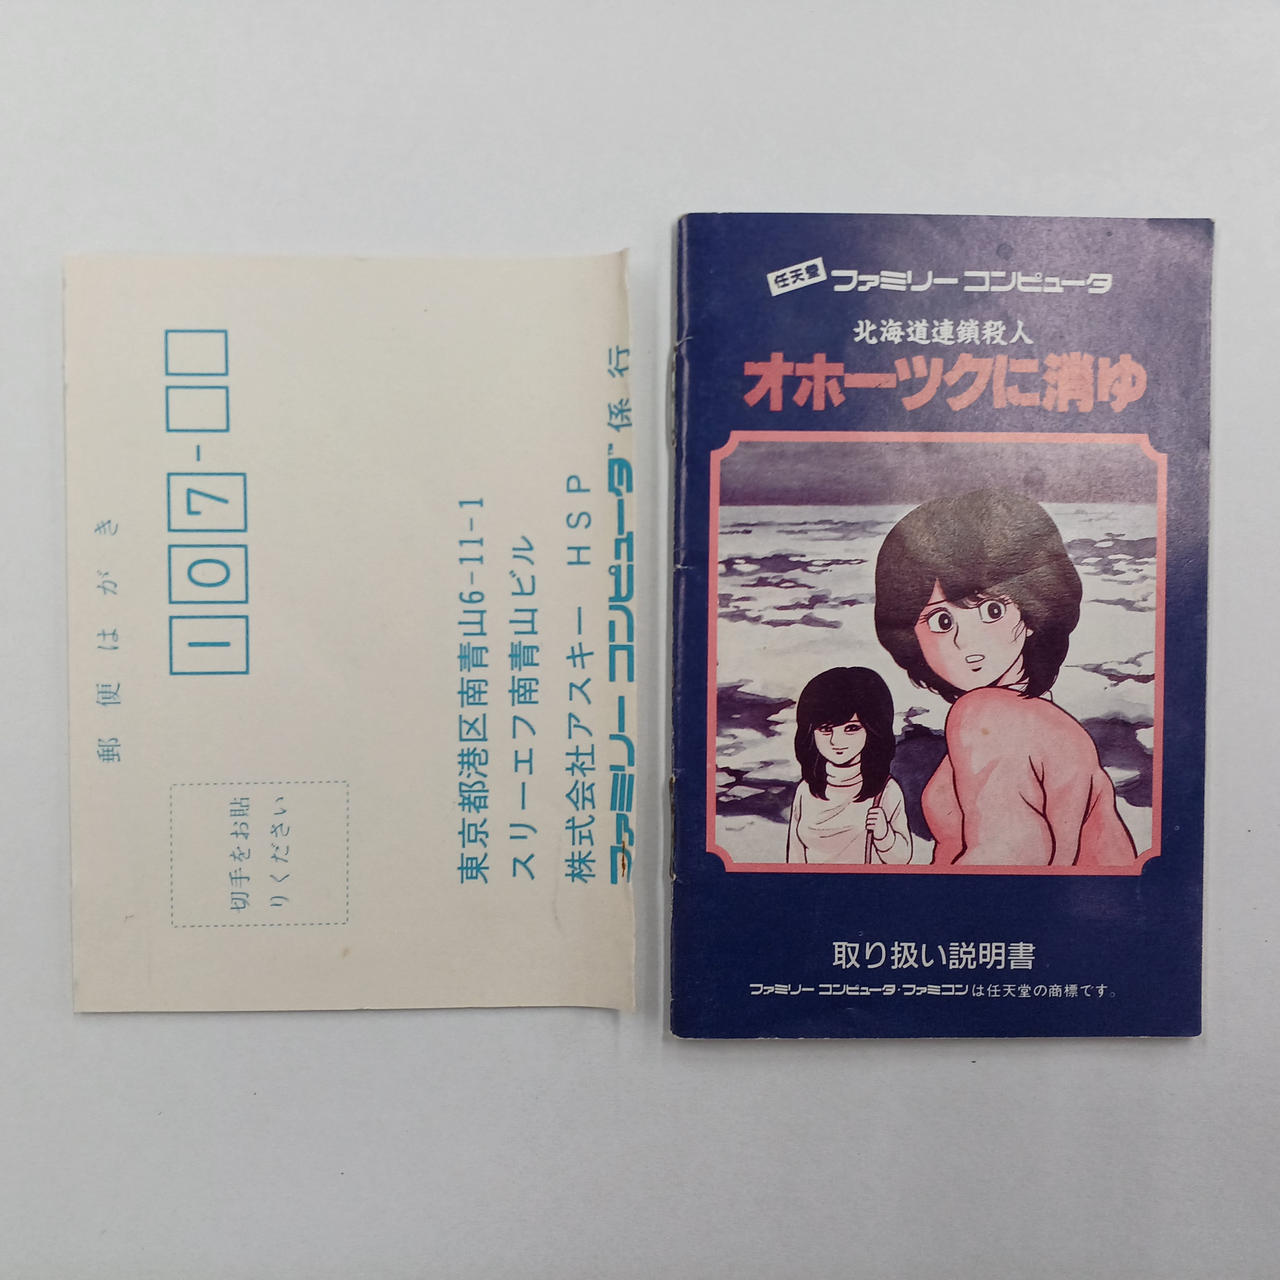 郵便はがき
107-
切手をお貼
りください
東京都港区南青山6-11-1
スリーエフ南青山ビル
株式会社アスキー HSP
ファミリーコンピュータ™係行
任天堂 ファミリーコンピュータ
北海道連鎖殺人
オホーツクに消ゆ
取り扱い説明書
ファミリーコンピュータ・ファミコンは任天堂の商標です。